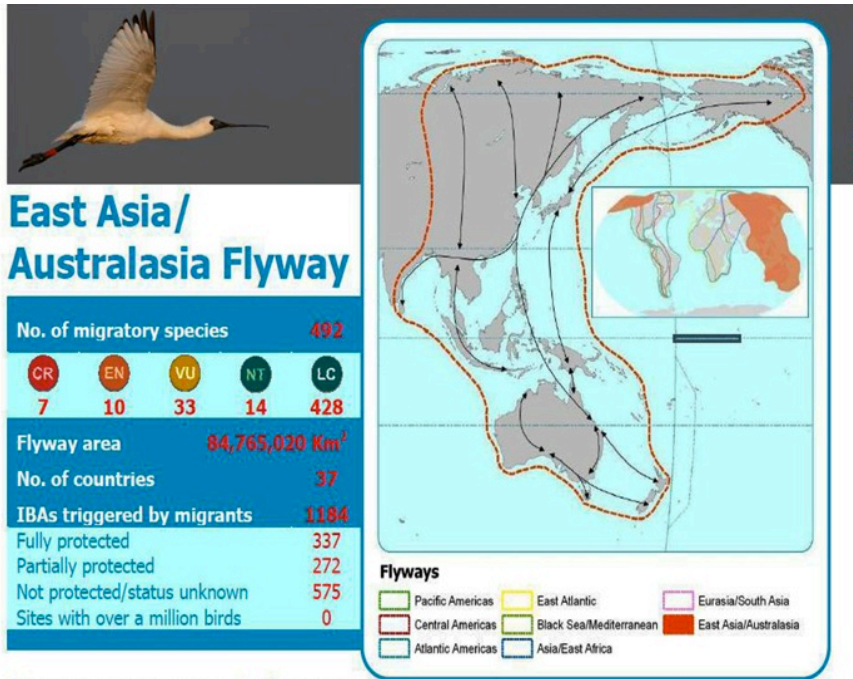 East Asia/
Australasia Flyway
No. of migratory species 492
CR EN VU NT LC
7 10 33 14 428
Flyway area 84,765,020 Km²
No. of countries 37
IBAs triggered by migrants 1184
Fully protected 337
Partially protected 272
Not protected/status unknown 575
Sites with over a million birds 0
Flyways
Pacific Americas East Atlantic Eurasia/South Asia
Central Americas Black Sea/Mediterranean East Asia/Australasia
Atlantic Americas Asia/East Africa